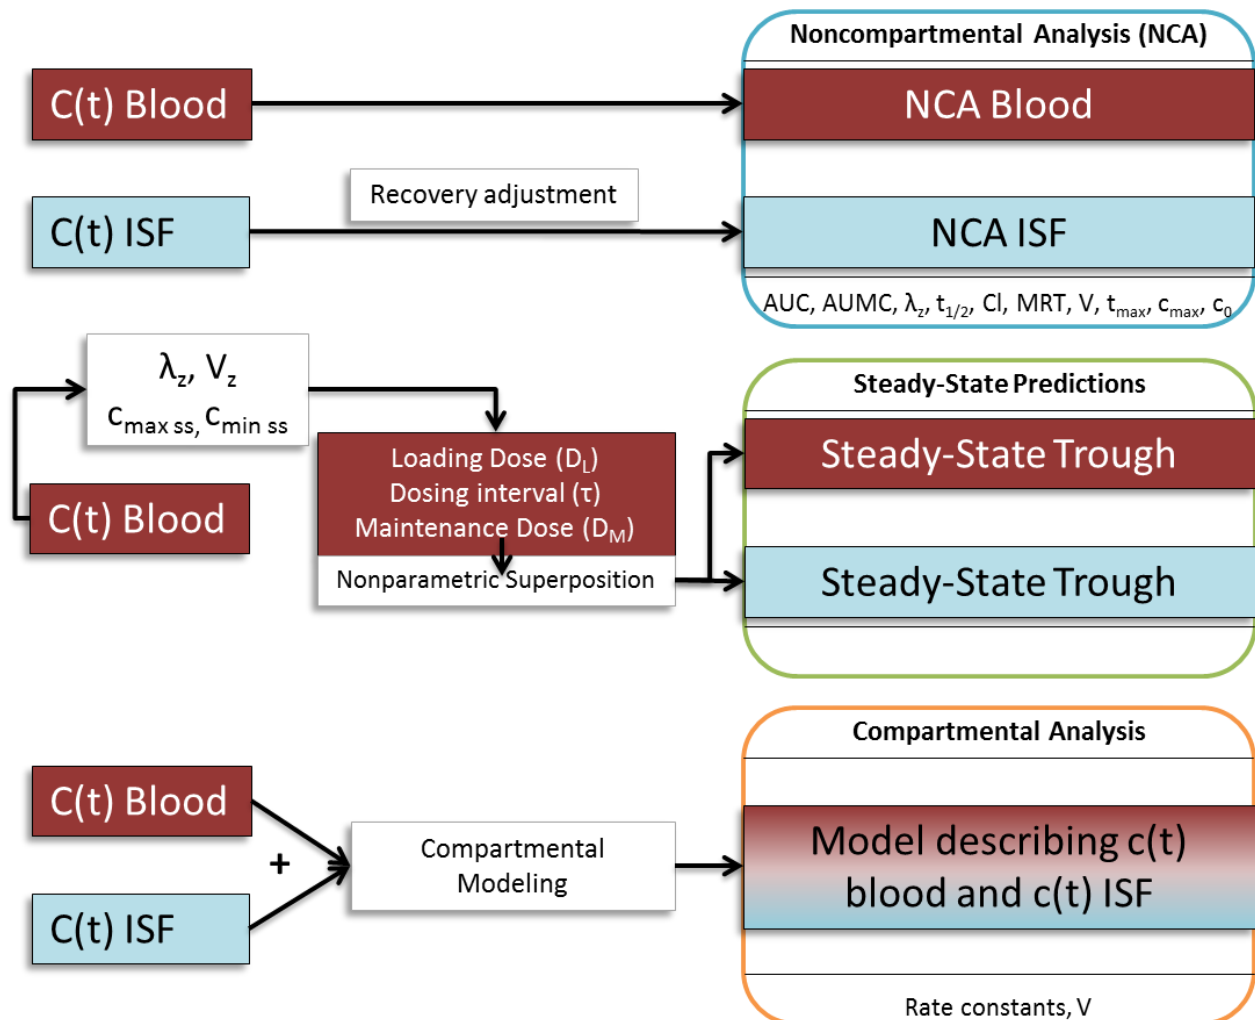 Noncompartmental Analysis (NCA)
C(t) Blood
NCA Blood
Recovery adjustment
C(t) ISF
NCA ISF
AUC, AUMC, λz, t1/2, Cl, MRT, V, tmax, cmax, c0
λz, Vz
cmax ss, cmin ss
C(t) Blood
Loading Dose (DL)
Dosing interval (τ)
Maintenance Dose (DM)
Nonparametric Superposition
Steady-State Predictions
Steady-State Trough
Steady-State Trough
Compartmental Analysis
C(t) Blood
+
C(t) ISF
Compartmental
Modeling
Model describing c(t)
blood and c(t) ISF
Rate constants, V